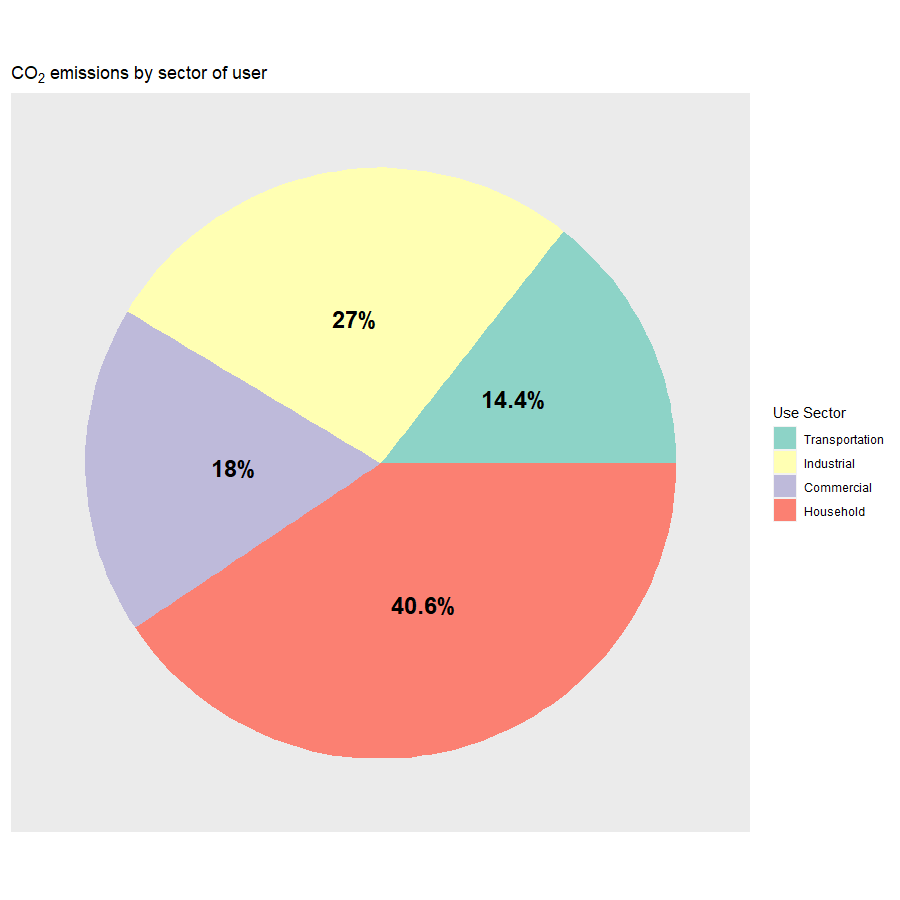 CO₂ emissions by sector of user
27%
14.4%
18%
40.6%
Use Sector
Transportation
Industrial
Commercial
Household